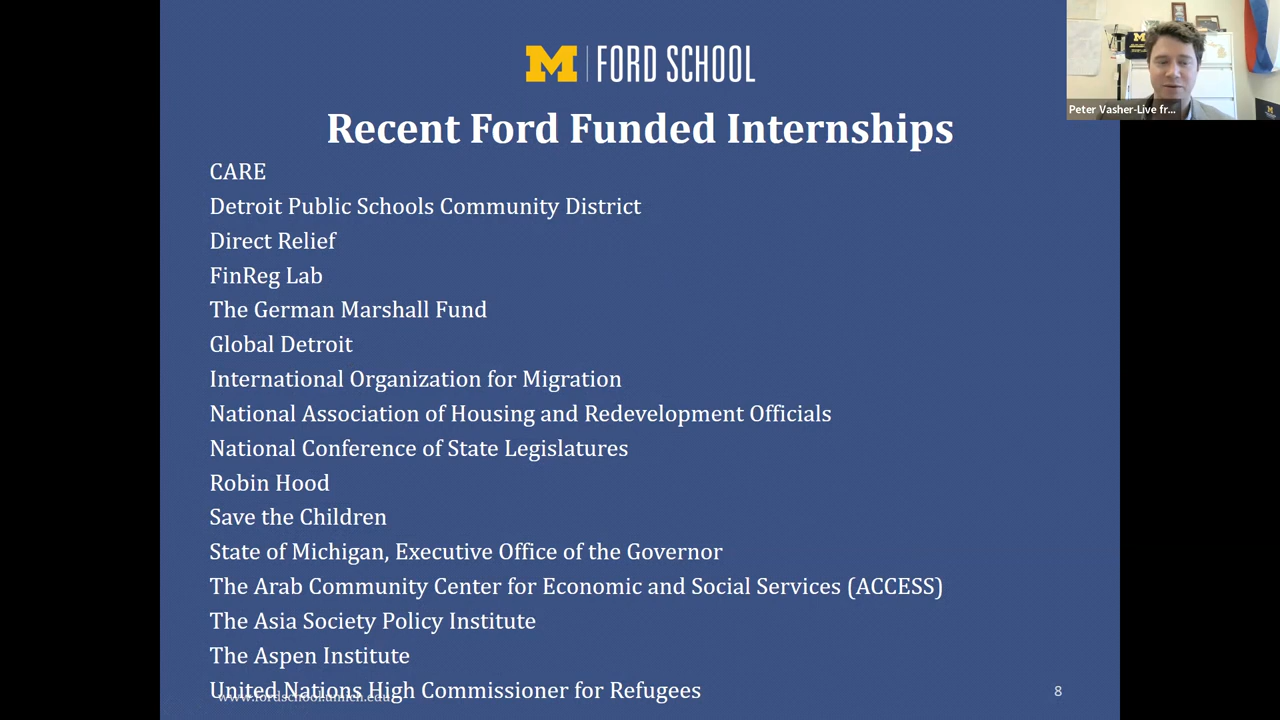 M | FORD SCHOOL
Recent Ford Funded Internships
CARE
Detroit Public Schools Community District
Direct Relief
FinReg Lab
The German Marshall Fund
Global Detroit
International Organization for Migration
National Association of Housing and Redevelopment Officials
National Conference of State Legislatures
Robin Hood
Save the Children
State of Michigan, Executive Office of the Governor
The Arab Community Center for Economic and Social Services (ACCESS)
The Asia Society Policy Institute
The Aspen Institute
United Nations High Commissioner for Refugees
www.fordschool.umich.edu
8
Peter Vasher-Live fr...
M